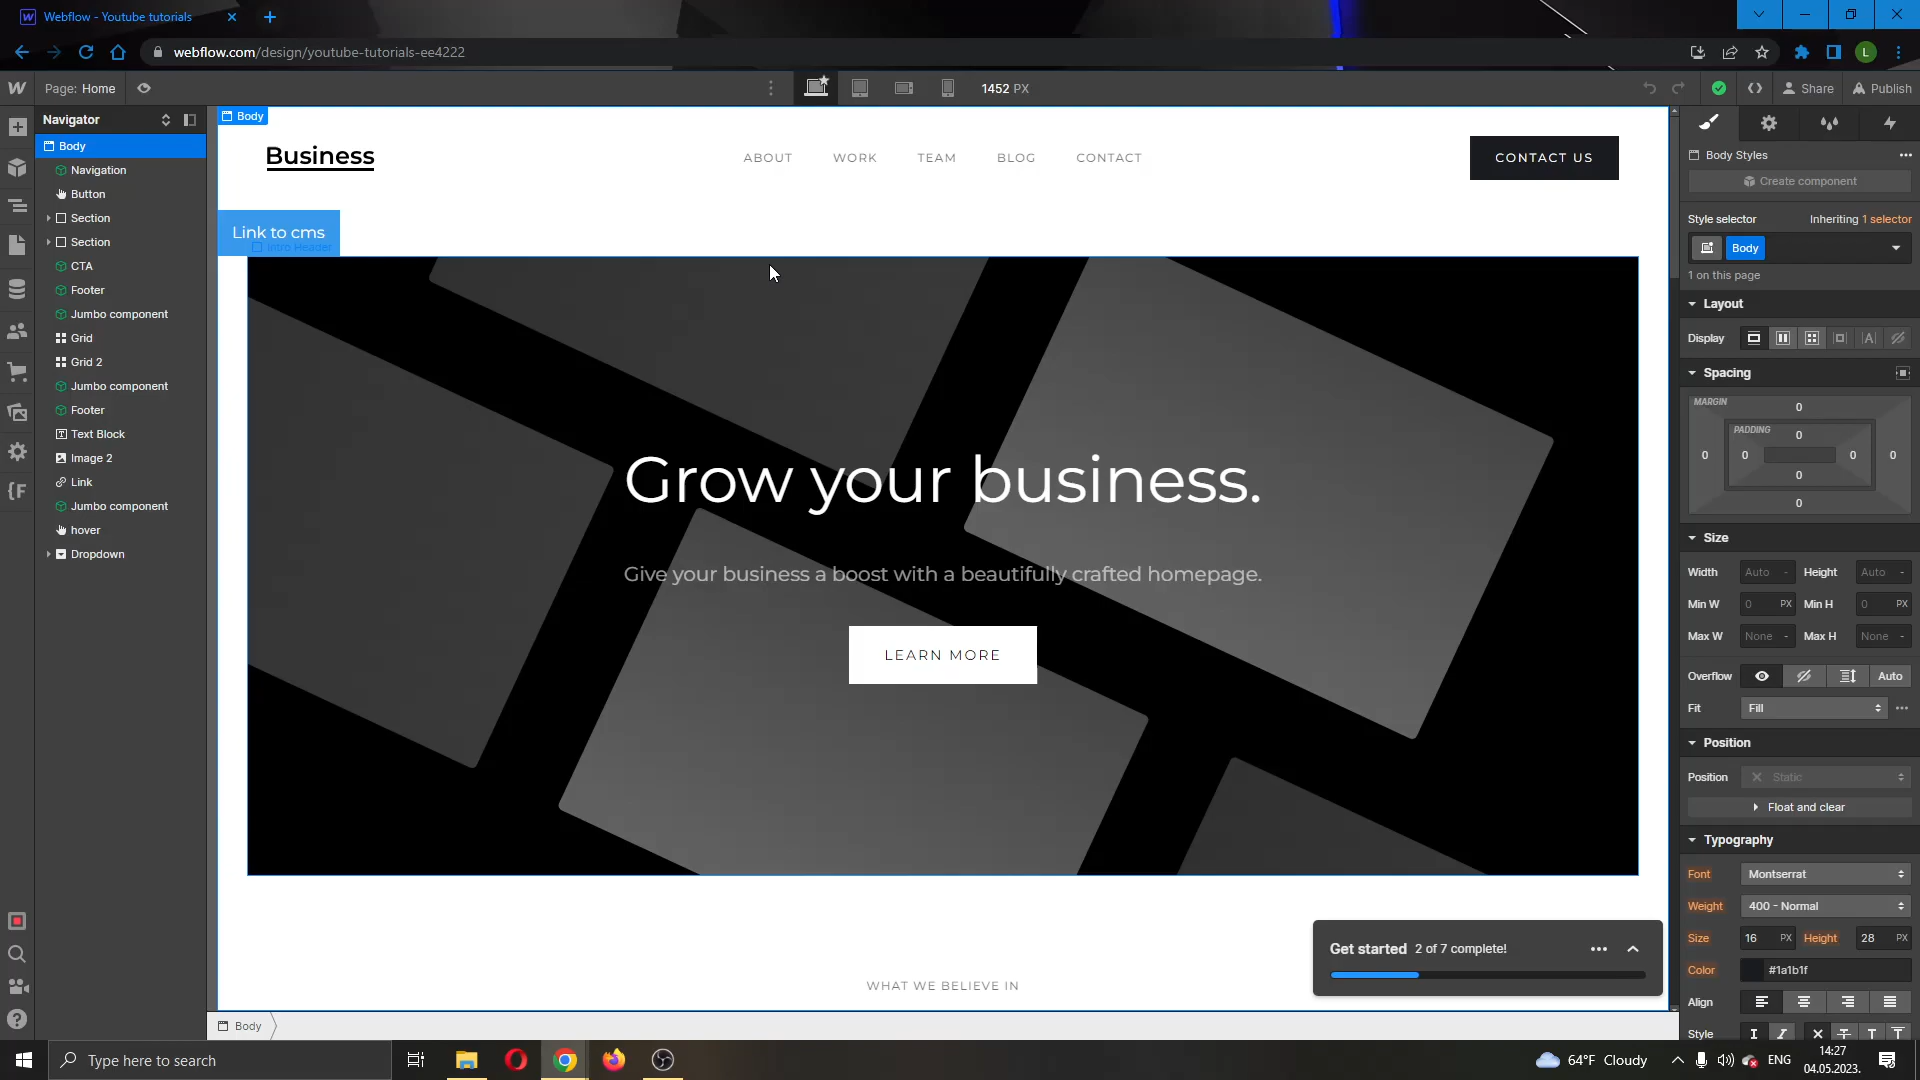 Webflow - Youtube tutorials
webflow.com/design/youtube-tutorials-ee4222
L
Page: Home
1452 PX
Share
Publish
Navigator
Body
Navigation
Button
Section
Section
CTA
Footer
Jumbo component
Grid
Grid 2
Jumbo component
Footer
Text Block
Image 2
Link
Jumbo component
hover
Dropdown
Body
Business
ABOUT WORK TEAM BLOG CONTACT
CONTACT US
Link to cms
Intro Header
Grow your business.
Give your business a boost with a beautifully crafted homepage.
LEARN MORE
WHAT WE BELIEVE IN
Get started 2 of 7 complete!
Body
Body Styles
Create component
Style selector Inheriting 1 selector
Body
1 on this page
Layout
Display
Spacing
MARGIN
0
PADDING
0
0 0 0 0
0
0
Size
Width Auto - Height Auto -
Min W 0 PX Min H 0 PX
Max W None - Max H None -
Overflow Auto
Fit Fill
Position
Position Static
Float and clear
Typography
Font Montserrat
Weight 400 - Normal
Size 16 PX Height 28 PX
Color #1a1b1f
Align
Style
Type here to search
64°F Cloudy
ENG
14:27
04.05.2023.